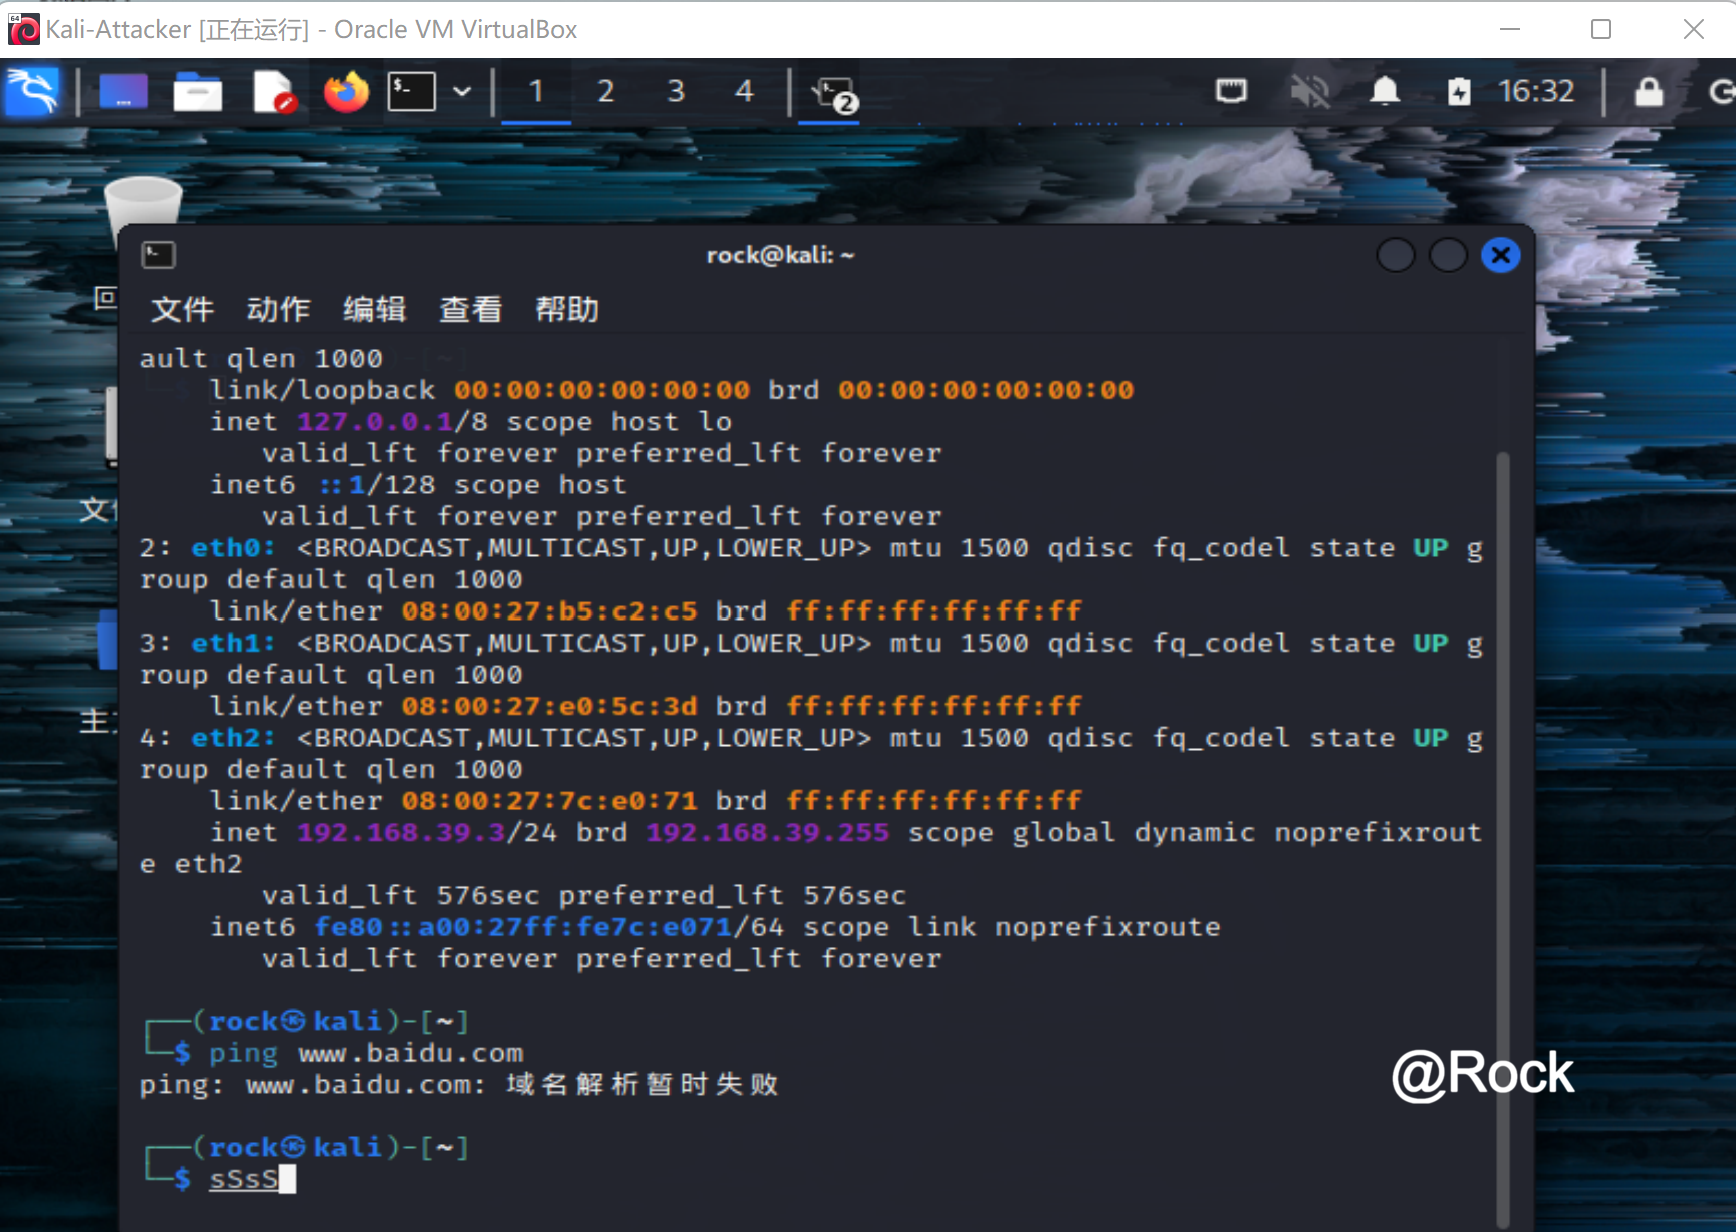 Kali-Attacker [正在运行] - Oracle VM VirtualBox
1 2 3 4 2 16:32
rock@kali: ~
文件 动作 编辑 查看 帮助
ault qlen 1000
link/loopback 00:00:00:00:00:00 brd 00:00:00:00:00:00
inet 127.0.0.1/8 scope host lo
valid_lft forever preferred_lft forever
inet6 ::1/128 scope host
valid_lft forever preferred_lft forever
2: eth0: <BROADCAST,MULTICAST,UP,LOWER_UP> mtu 1500 qdisc fq_codel state UP g
roup default qlen 1000
link/ether 08:00:27:b5:c2:c5 brd ff:ff:ff:ff:ff:ff
3: eth1: <BROADCAST,MULTICAST,UP,LOWER_UP> mtu 1500 qdisc fq_codel state UP g
roup default qlen 1000
link/ether 08:00:27:e0:5c:3d brd ff:ff:ff:ff:ff:ff
4: eth2: <BROADCAST,MULTICAST,UP,LOWER_UP> mtu 1500 qdisc fq_codel state UP g
roup default qlen 1000
link/ether 08:00:27:7c:e0:71 brd ff:ff:ff:ff:ff:ff
inet 192.168.39.3/24 brd 192.168.39.255 scope global dynamic noprefixrout
e eth2
valid_lft 576sec preferred_lft 576sec
inet6 fe80::a00:27ff:fe7c:e071/64 scope link noprefixroute
valid_lft forever preferred_lft forever
┌──(rock㉿kali)-[~]
└─$ ping www.baidu.com
ping: www.baidu.com: 域名解析暂时失败
┌──(rock㉿kali)-[~]
└─$ sSsS
@Rock